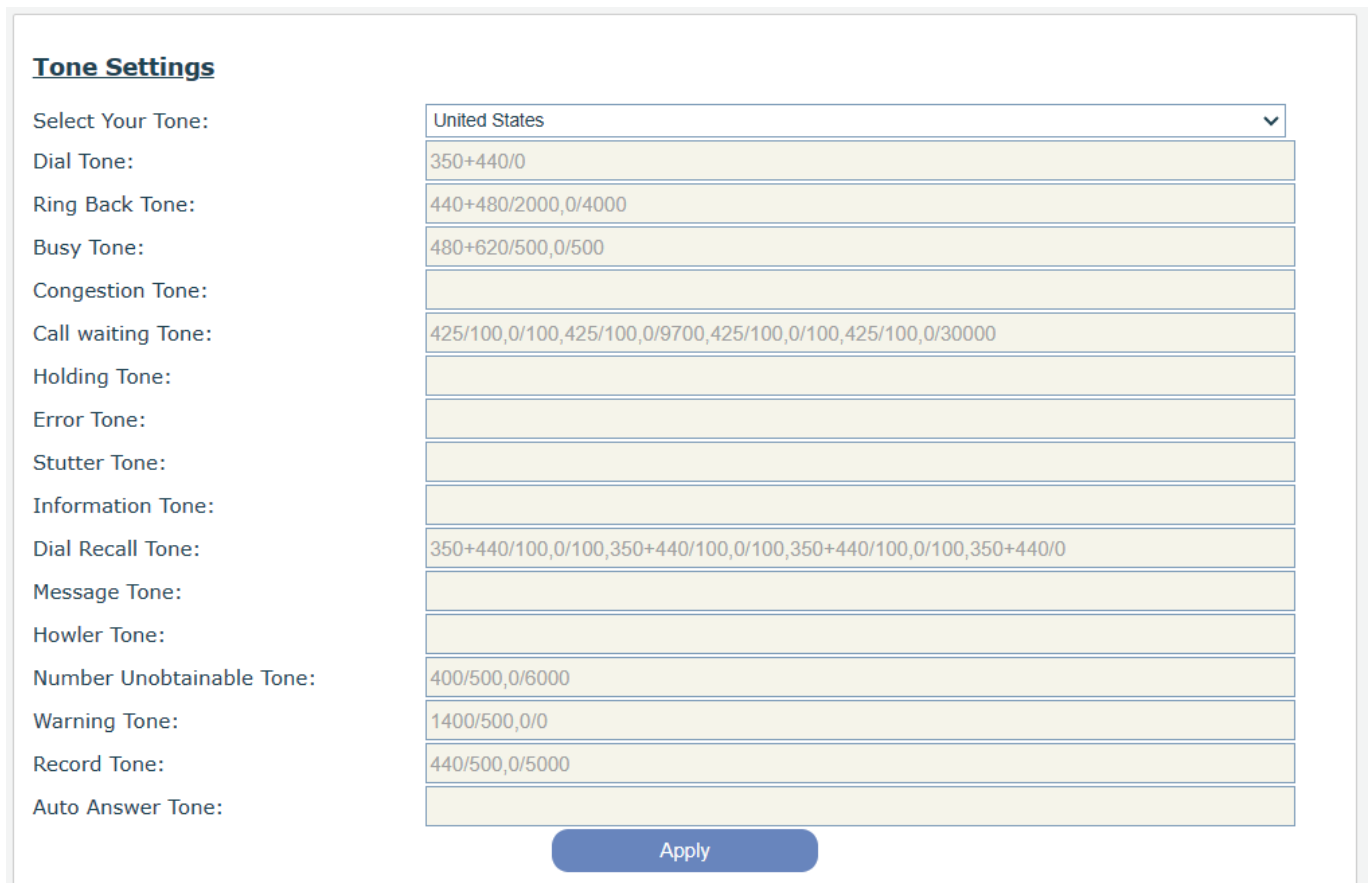 Tone Settings
Select Your Tone: United States
Dial Tone: 350+440/0
Ring Back Tone: 440+480/2000,0/4000
Busy Tone: 480+620/500,0/500
Congestion Tone:
Call waiting Tone: 425/100,0/100,425/100,0/9700,425/100,0/100,425/100,0/30000
Holding Tone:
Error Tone:
Stutter Tone:
Information Tone:
Dial Recall Tone: 350+440/100,0/100,350+440/100,0/100,350+440/100,0/100,350+440/0
Message Tone:
Howler Tone:
Number Unobtainable Tone: 400/500,0/6000
Warning Tone: 1400/500,0/0
Record Tone: 440/500,0/5000
Auto Answer Tone:
Apply